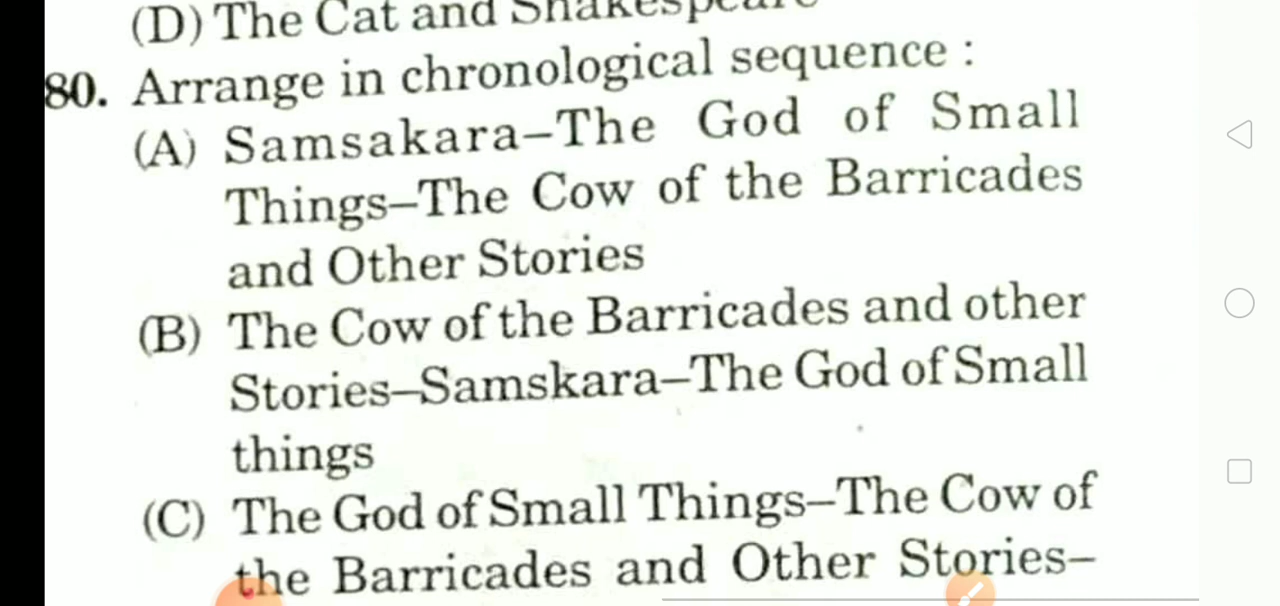 (D) The Cat and Shakespeare
80. Arrange in chronological sequence :
(A) Samsakara–The God of Small
Things–The Cow of the Barricades
and Other Stories
(B) The Cow of the Barricades and other
Stories–Samskara–The God of Small
things
(C) The God of Small Things–The Cow of
the Barricades and Other Stories–